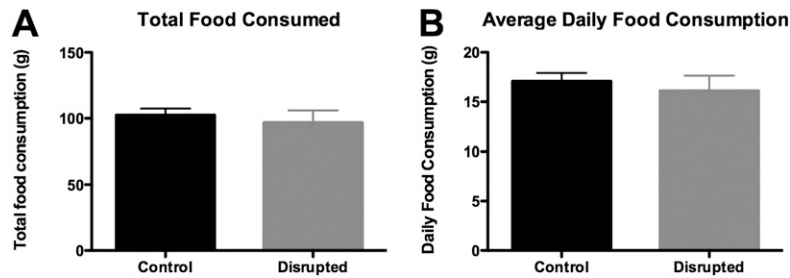 A
Total Food Consumed
Total food consumption (g)
150
100
50
0
Control
Disrupted
B
Average Daily Food Consumption
Daily Food Consumption (g)
20
15
10
5
0
Control
Disrupted